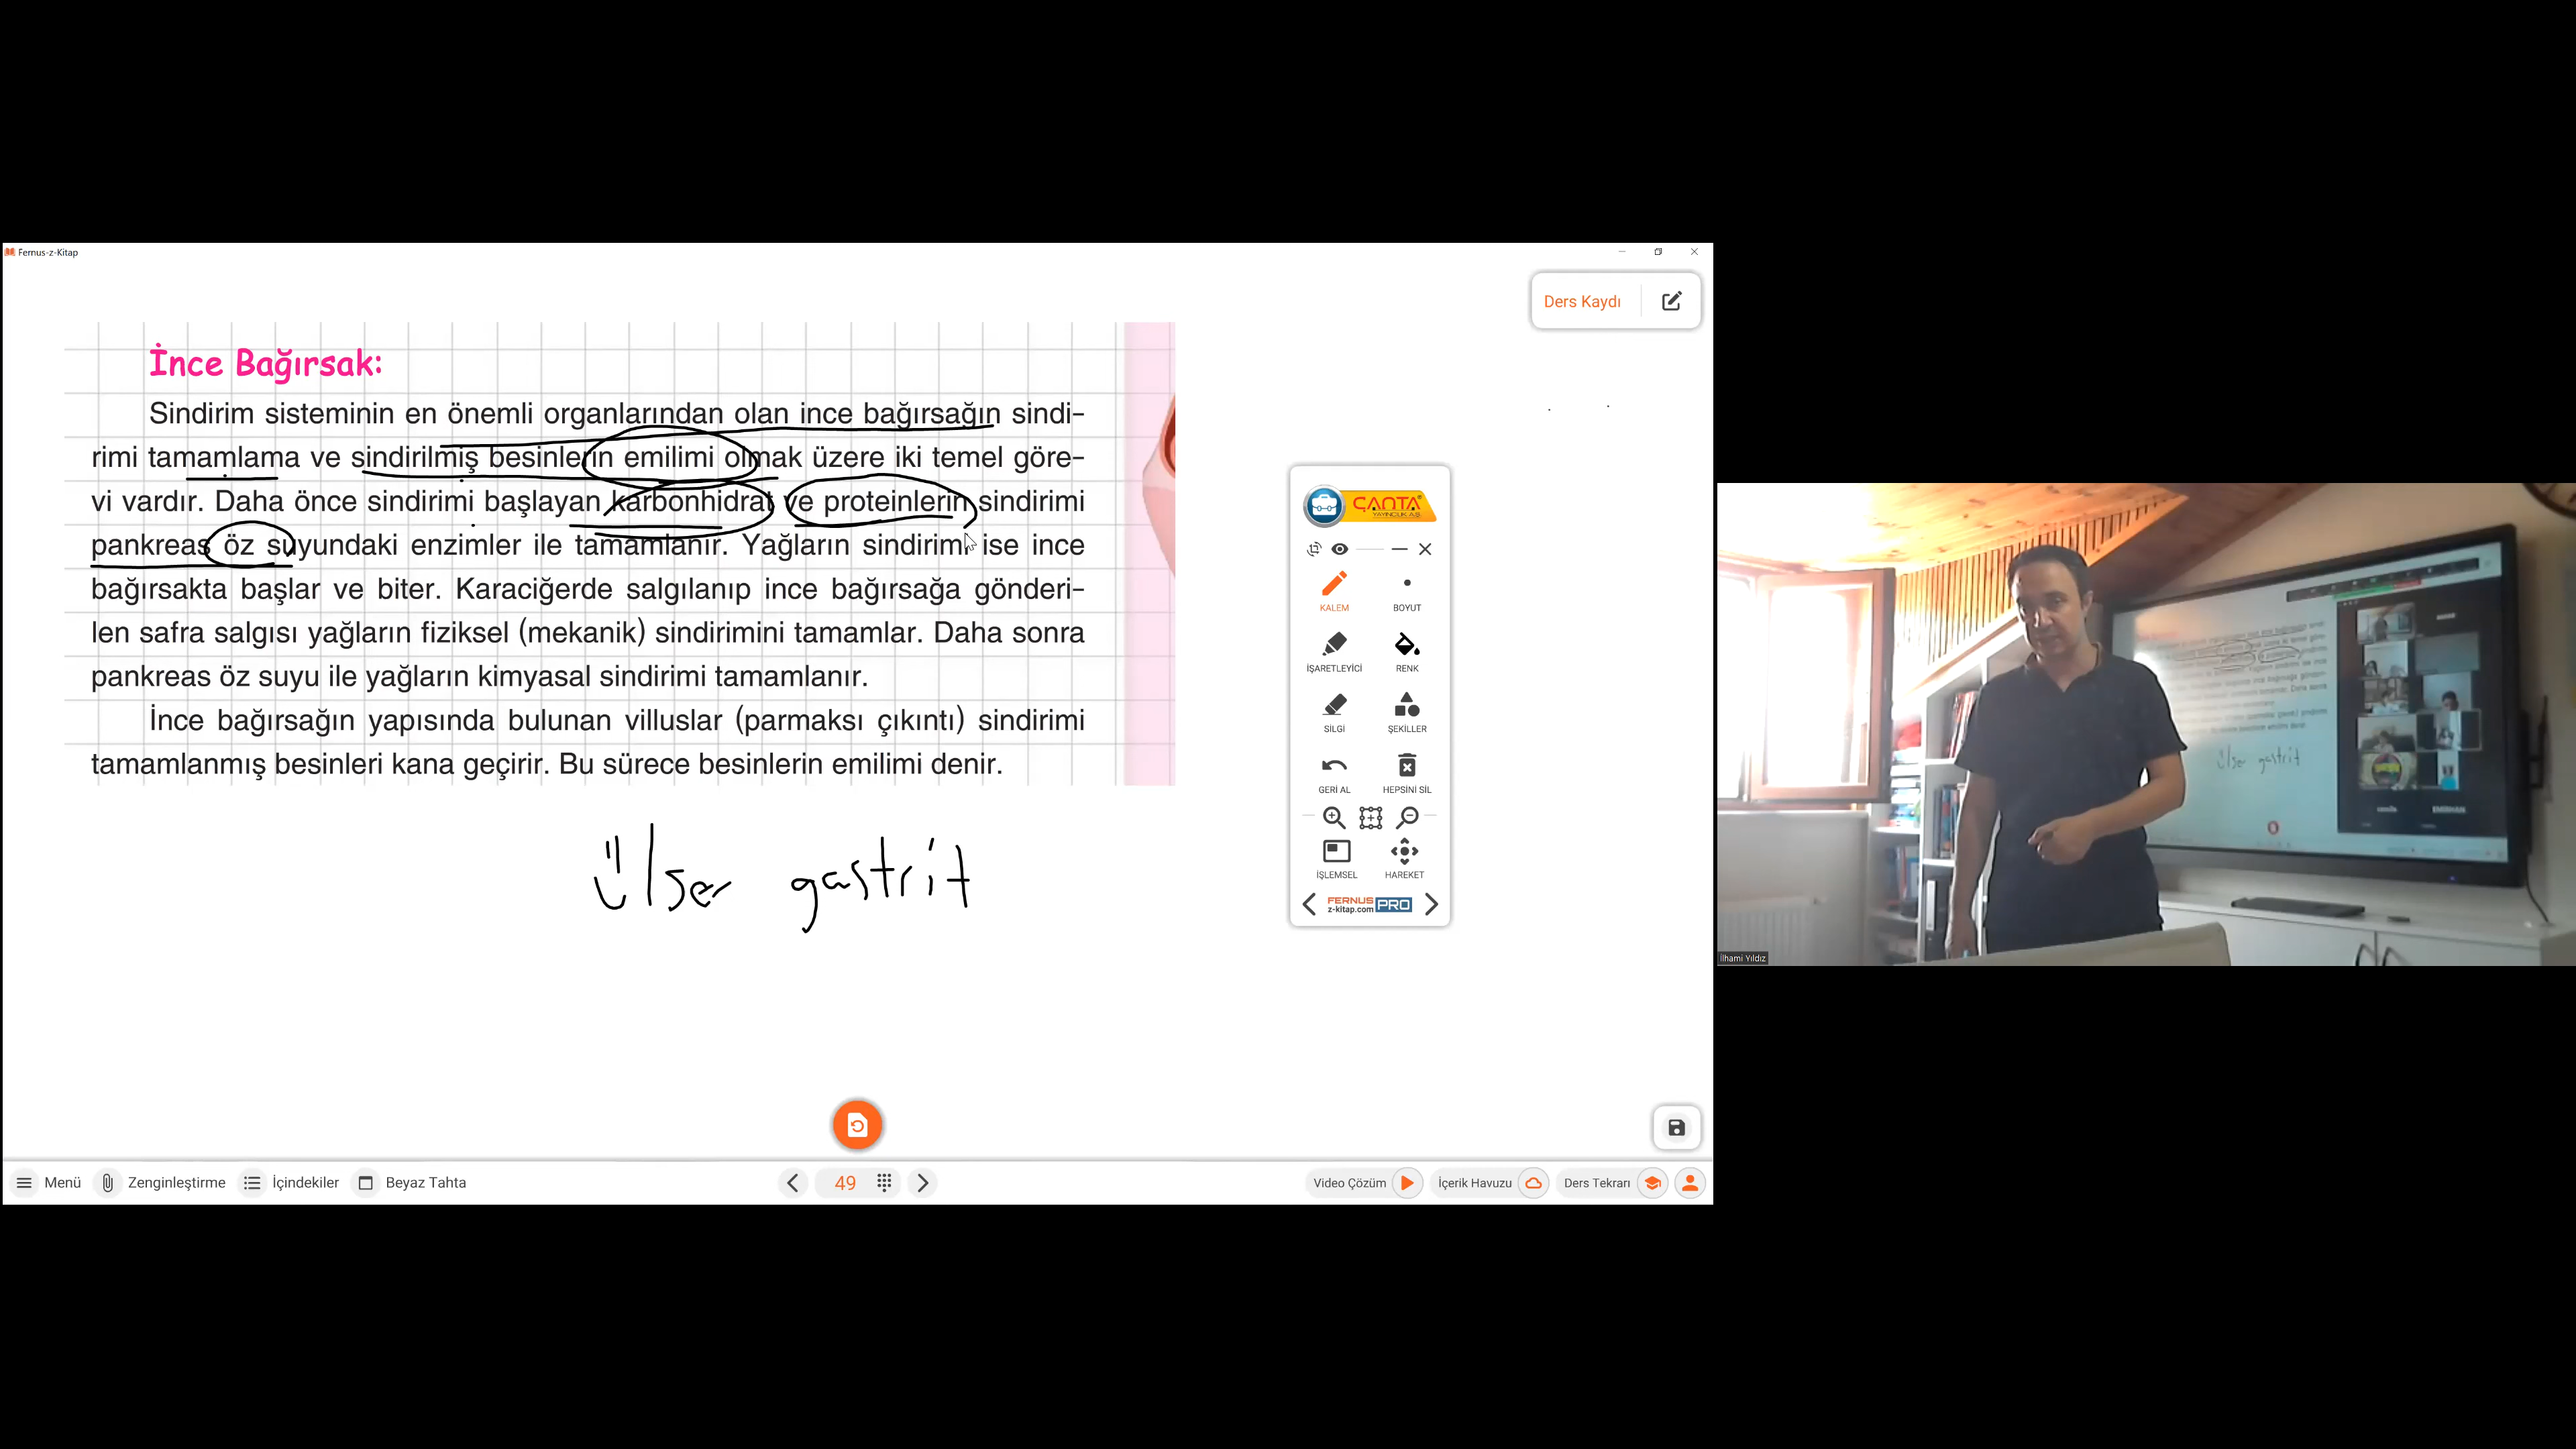 Fernus-z-Kitap
Ders Kaydı
İnce Bağırsak:
Sindirim sisteminin en önemli organlarından olan ince bağırsağın sindi-
rimi tamamlama ve sindirilmiş besinlerin emilimi olmak üzere iki temel göre-
vi vardır. Daha önce sindirimi başlayan karbonhidrat ve proteinlerin sindirimi
pankreas öz suyundaki enzimler ile tamamlanır. Yağların sindirimi ise ince
bağırsakta başlar ve biter. Karaciğerde salgılanıp ince bağırsağa gönderi-
len safra salgısı yağların fiziksel (mekanik) sindirimini tamamlar. Daha sonra
pankreas öz suyu ile yağların kimyasal sindirimi tamamlanır.
İnce bağırsağın yapısında bulunan villuslar (parmaksı çıkıntı) sindirimi
tamamlanmış besinleri kana geçirir. Bu sürece besinlerin emilimi denir.
Ülser gastrit
ÇANTA
YAYINCILIK A.Ş.
KALEM BOYUT
İŞARETLEYİCİ RENK
SİLGİ ŞEKİLLER
GERİ AL HEPSİNİ SİL
İŞLEMSEL HAREKET
FERNUS
z-kitap.com PRO
Ülser gastrit
İlhami Yıldız
Menü Zenginleştirme İçindekiler Beyaz Tahta 49 Video Çözüm İçerik Havuzu Ders Tekrarı